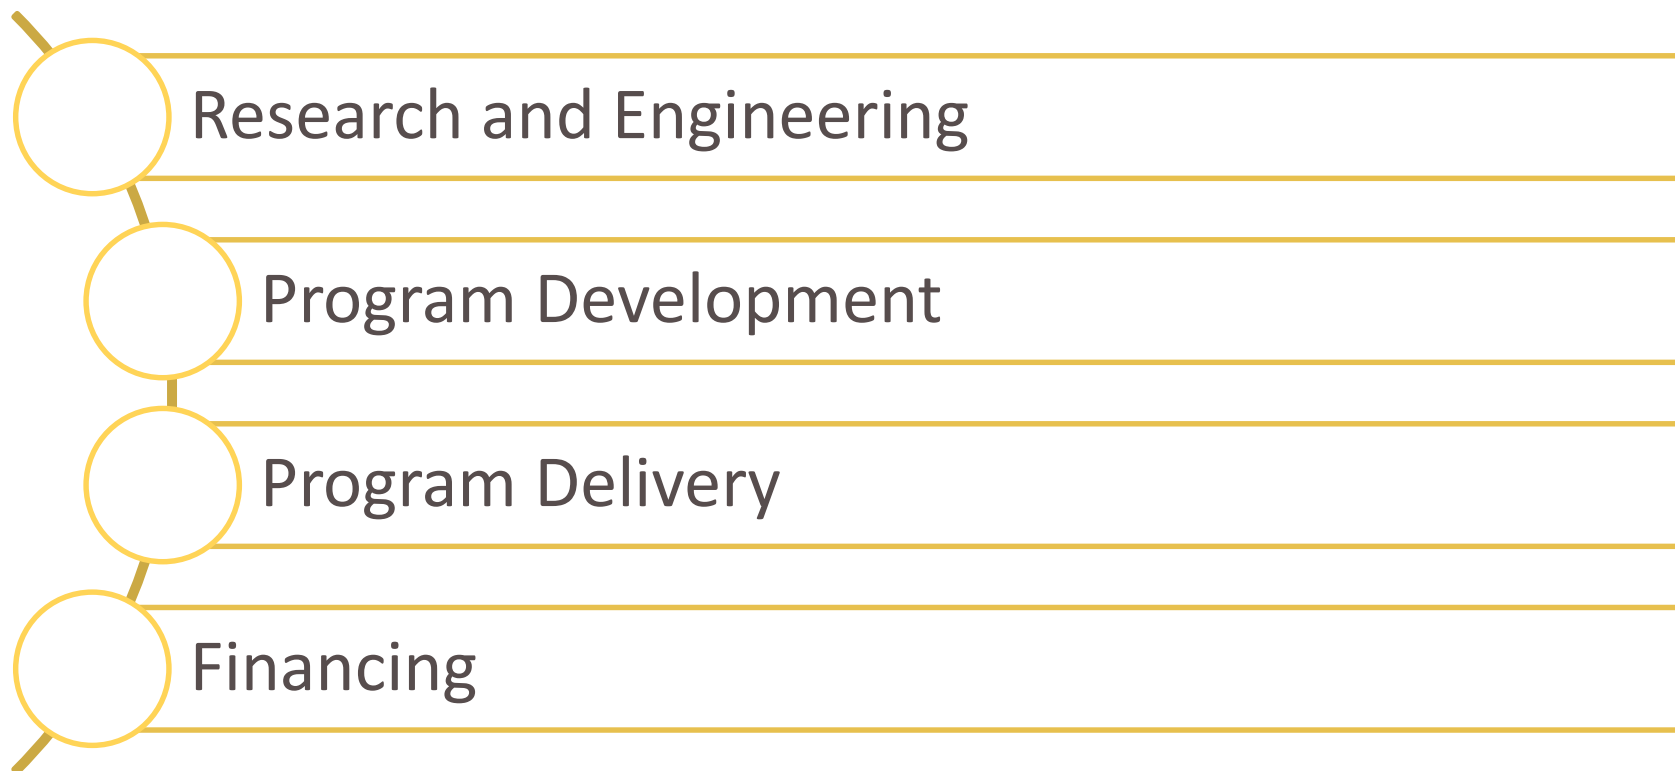 Research and Engineering
Program Development
Program Delivery
Financing